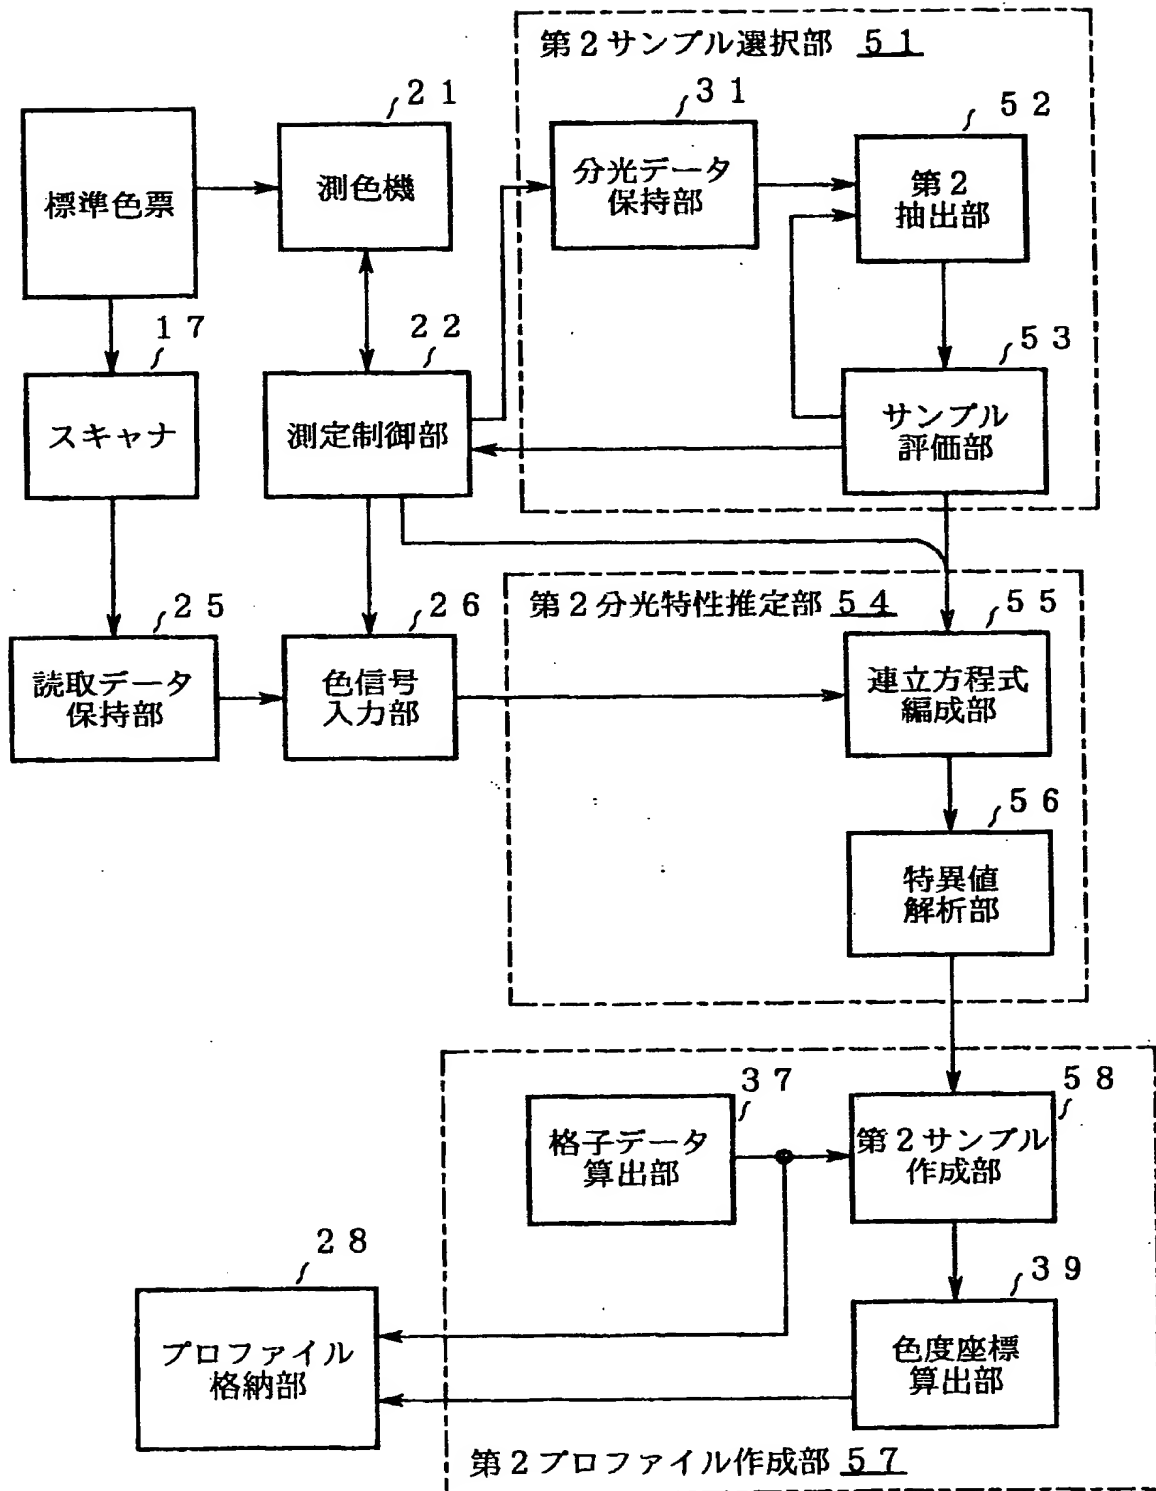 第2サンプル選択部 51
21
31
52
標準色票
測色機
分光データ
保持部
第2
抽出部
17
22
53
スキャナ
測定制御部
サンプル
評価部
25
26
第2分光特性推定部 54
55
読取データ
保持部
色信号
入力部
連立方程式
編成部
56
特異値
解析部
37
58
格子データ
算出部
第2サンプル
作成部
28
39
プロファイル
格納部
色度座標
算出部
第2プロファイル作成部 57